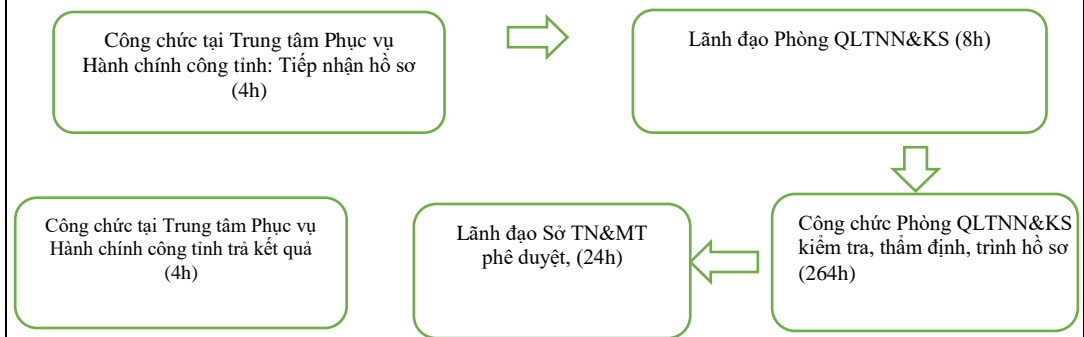 Công chức tại Trung tâm Phục vụ
Hành chính công tỉnh: Tiếp nhận hồ sơ
(4h)
Lãnh đạo Phòng QLTNN&KS (8h)
Công chức Phòng QLTNN&KS
kiểm tra, thẩm định, trình hồ sơ
(264h)
Lãnh đạo Sở TN&MT
phê duyệt, (24h)
Công chức tại Trung tâm Phục vụ
Hành chính công tỉnh trả kết quả
(4h)